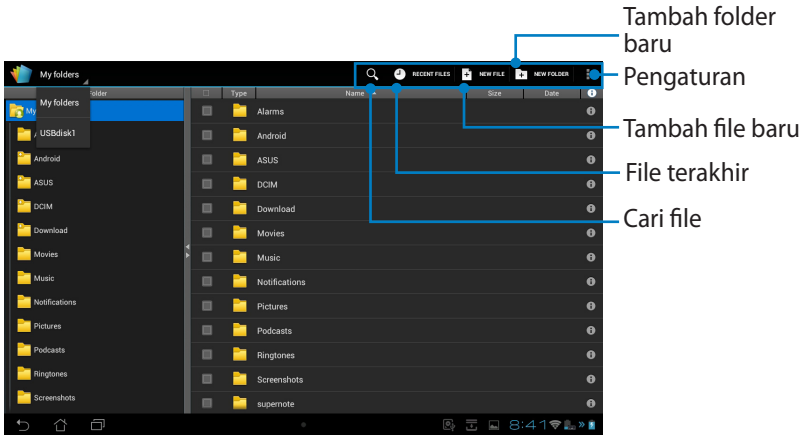 Tambah folder
baru
Pengaturan
Tambah file baru
File terakhir
Cari file
My folders
RECENT FILES
NEW FILE
NEW FOLDER
My folders
USBdisk1
Folder
My
Android
ASUS
DCIM
Download
Movies
Music
Notifications
Pictures
Podcasts
Ringtones
Screenshots
Type
Name
Size
Date
Alarms
Android
ASUS
DCIM
Download
Movies
Music
Notifications
Pictures
Podcasts
Ringtones
Screenshots
supernote
8:41